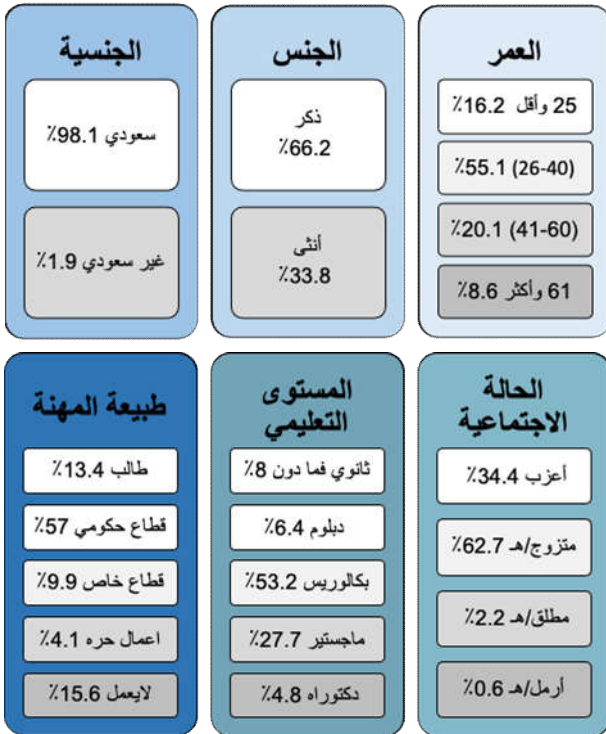 العمر
25 وأقل 16.2٪
(26-40) 55.1٪
(41-60) 20.1٪
61 وأكثر 8.6٪
الجنس
ذكر
66.2٪
أنثى
33.8٪
الجنسية
سعودي 98.1٪
غير سعودي 1.9٪
الحالة
الاجتماعية
أعزب 34.4٪
متزوج/هـ 62.7٪
مطلق/هـ 2.2٪
أرمل/هـ 0.6٪
المستوى
التعليمي
ثانوي فما دون 8٪
دبلوم 6.4٪
بكالوريس 53.2٪
ماجستير 27.7٪
دكتوراه 4.8٪
طبيعة المهنة
طالب 13.4٪
قطاع حكومي 57٪
قطاع خاص 9.9٪
اعمال حره 4.1٪
لايعمل 15.6٪